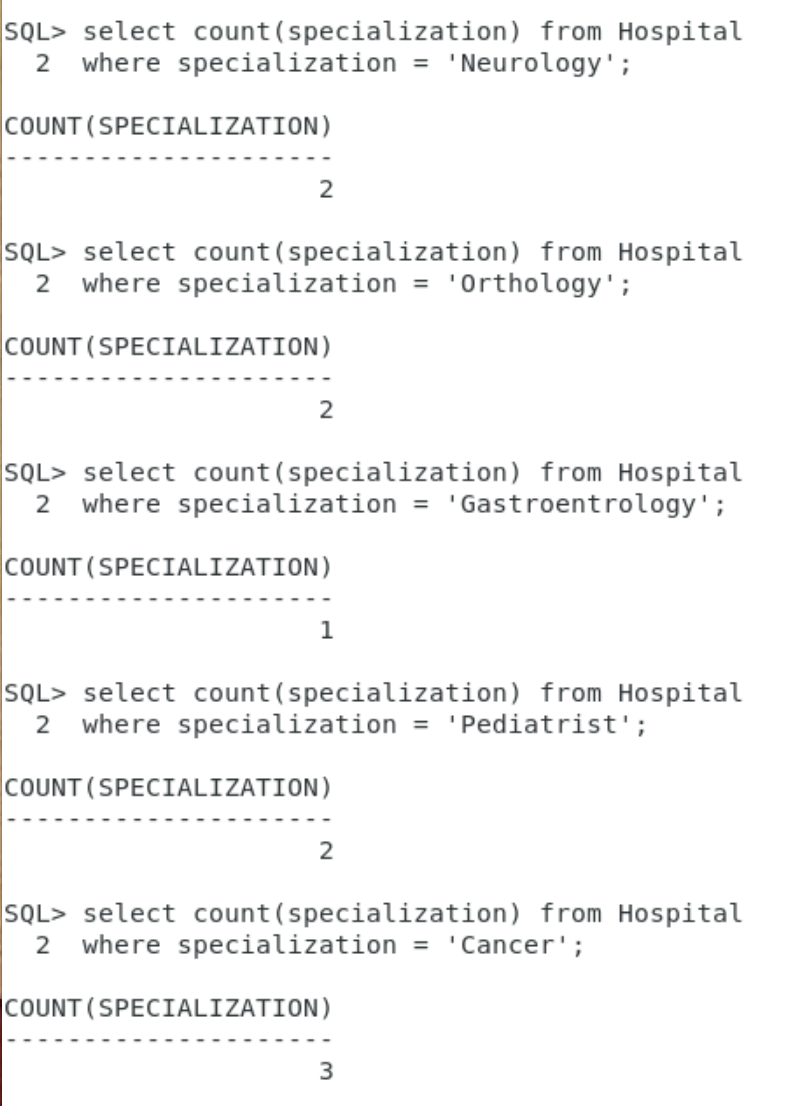 SQL> select count(specialization) from Hospital
  2  where specialization = 'Neurology';
COUNT(SPECIALIZATION)
---------------------
                    2
SQL> select count(specialization) from Hospital
  2  where specialization = 'Orthology';
COUNT(SPECIALIZATION)
---------------------
                    2
SQL> select count(specialization) from Hospital
  2  where specialization = 'Gastroentrology';
COUNT(SPECIALIZATION)
---------------------
                    1
SQL> select count(specialization) from Hospital
  2  where specialization = 'Pediatrist';
COUNT(SPECIALIZATION)
---------------------
                    2
SQL> select count(specialization) from Hospital
  2  where specialization = 'Cancer';
COUNT(SPECIALIZATION)
---------------------
                    3